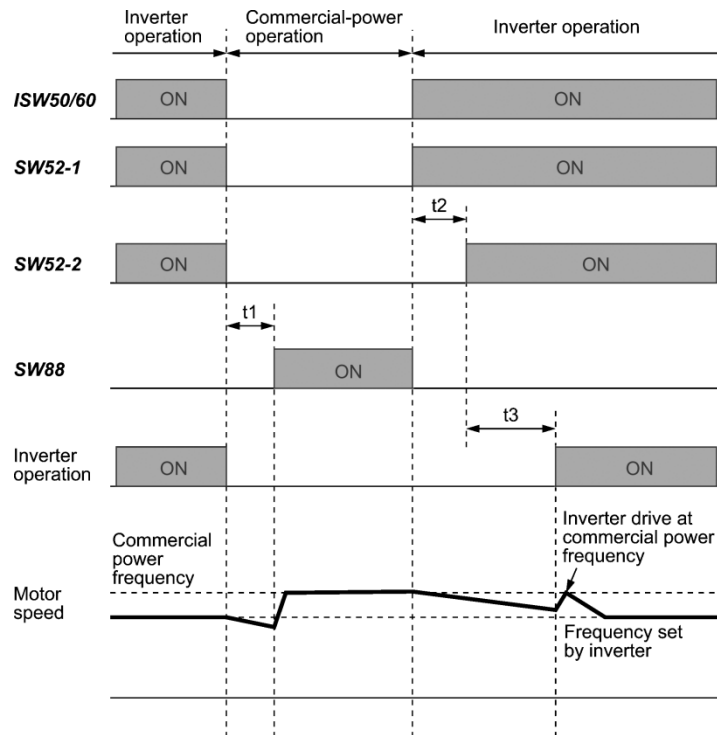 Inverter
operation
Commercial-power
operation
Inverter operation
ISW50/60
ON
ON
SW52-1
ON
ON
t2
SW52-2
ON
ON
t1
SW88
ON
t3
Inverter
operation
ON
ON
Commercial
power
frequency
Inverter drive at
commercial power
frequency
Motor
speed
Frequency set
by inverter